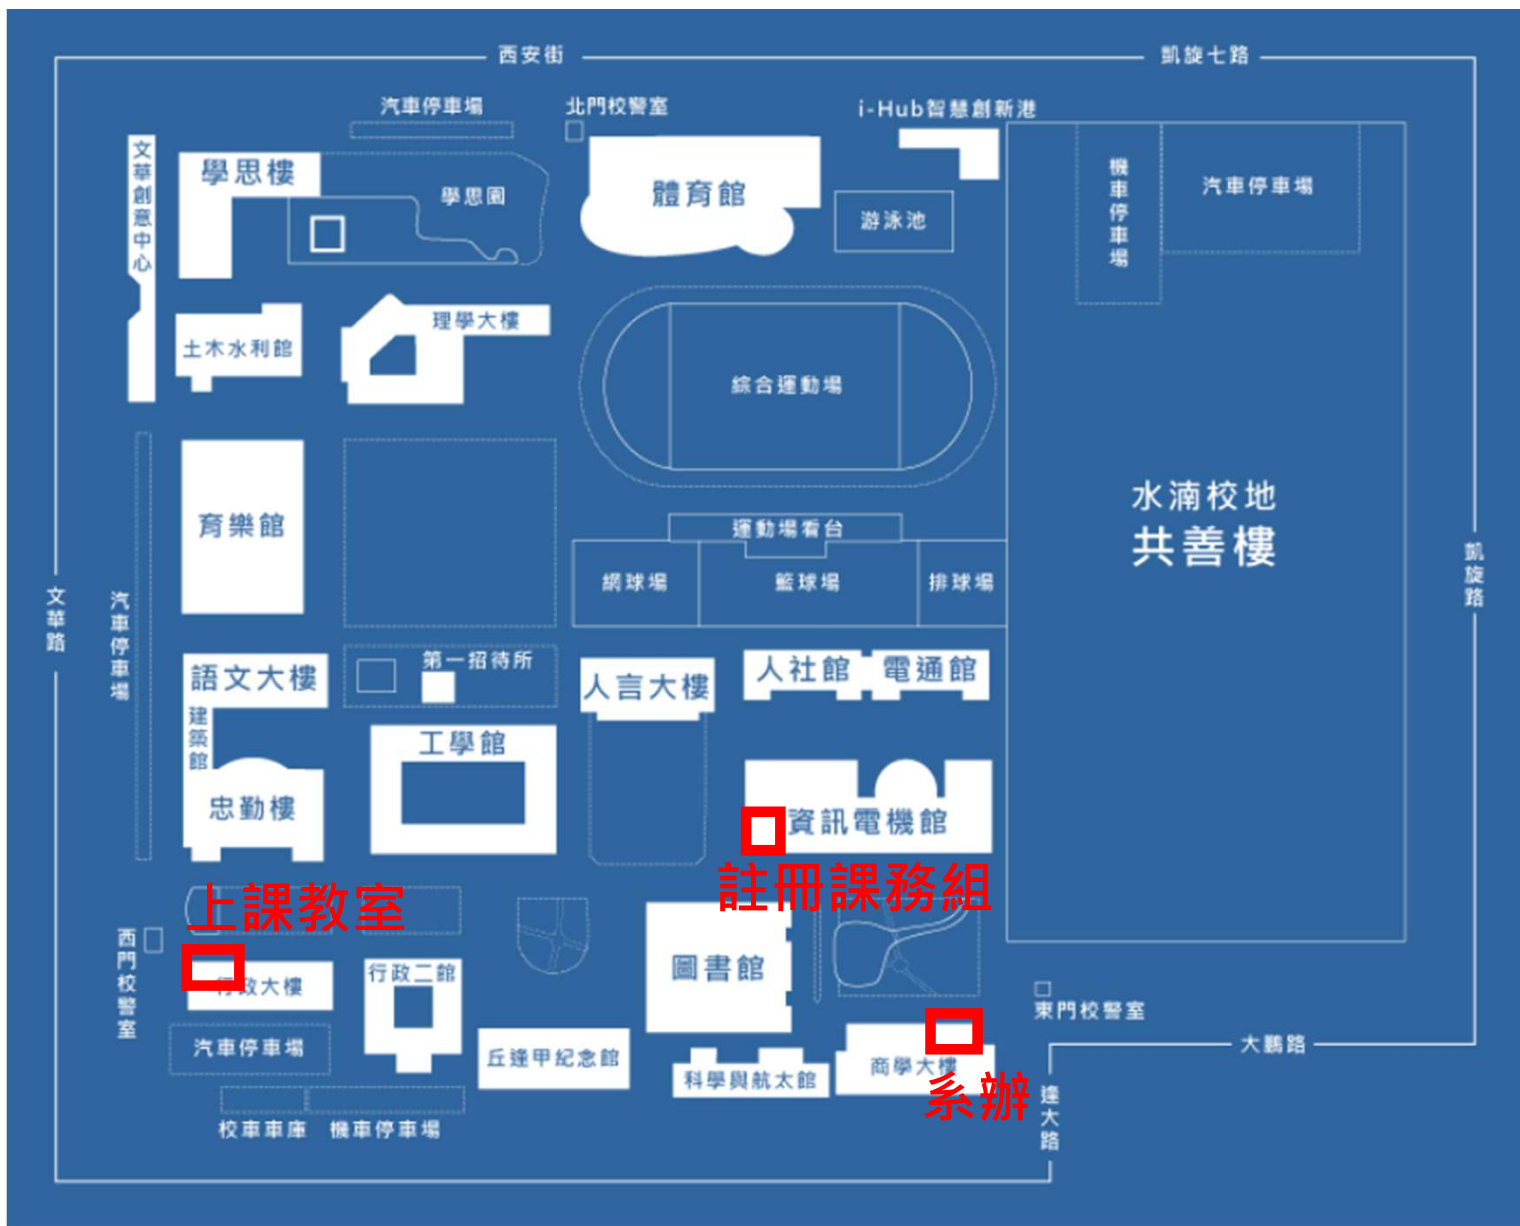 西安街
凱旋七路
汽車停車場
北門校警室
i-Hub智慧創新港
文華創意中心
學思樓
學思園
體育館
游泳池
機車停車場
汽車停車場
土木水利館
理學大樓
綜合運動場
水湳校地
共善樓
育樂館
運動場看台
網球場
籃球場
排球場
凱旋路
文華路
汽車停車場
語文大樓
第一招待所
人言大樓
人社館
電通館
建築館
工學館
忠勤樓
資訊電機館
註冊課務組
上課教室
西門校警室
行政大樓
行政二館
圖書館
東門校警室
汽車停車場
丘逢甲紀念館
科學與航太館
商學大樓
系辦
大鵬路
逢大路
校車車庫
機車停車場